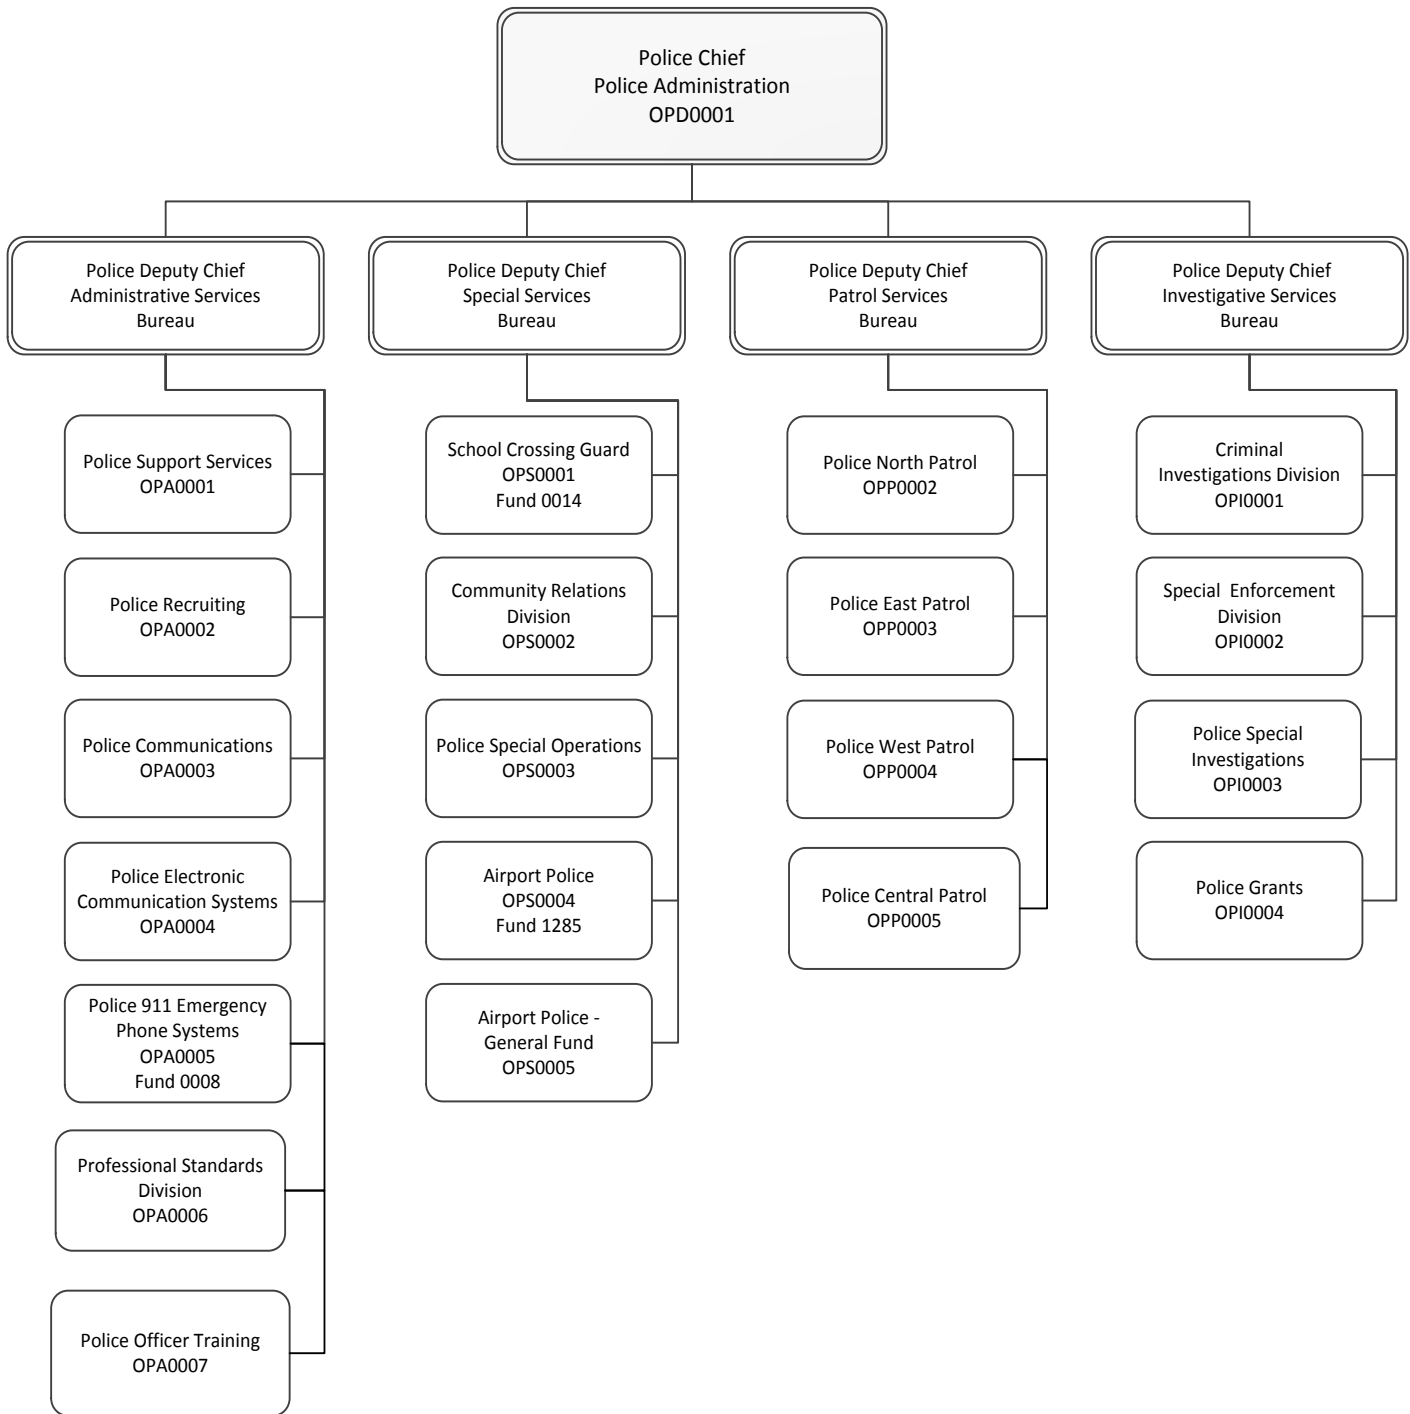 Police Chief
Police Administration
OPD0001
Police Deputy Chief
Administrative Services
Bureau
Police Deputy Chief
Special Services
Bureau
Police Deputy Chief
Patrol Services
Bureau
Police Deputy Chief
Investigative Services
Bureau
Police Support Services
OPA0001
Police Recruiting
OPA0002
Police Communications
OPA0003
Police Electronic
Communication Systems
OPA0004
Police 911 Emergency
Phone Systems
OPA0005
Fund 0008
Professional Standards
Division
OPA0006
Police Officer Training
OPA0007
School Crossing Guard
OPS0001
Fund 0014
Community Relations
Division
OPS0002
Police Special Operations
OPS0003
Airport Police
OPS0004
Fund 1285
Airport Police -
General Fund
OPS0005
Police North Patrol
OPP0002
Police East Patrol
OPP0003
Police West Patrol
OPP0004
Police Central Patrol
OPP0005
Criminal
Investigations Division
OPI0001
Special  Enforcement
Division
OPI0002
Police Special
Investigations
OPI0003
Police Grants
OPI0004